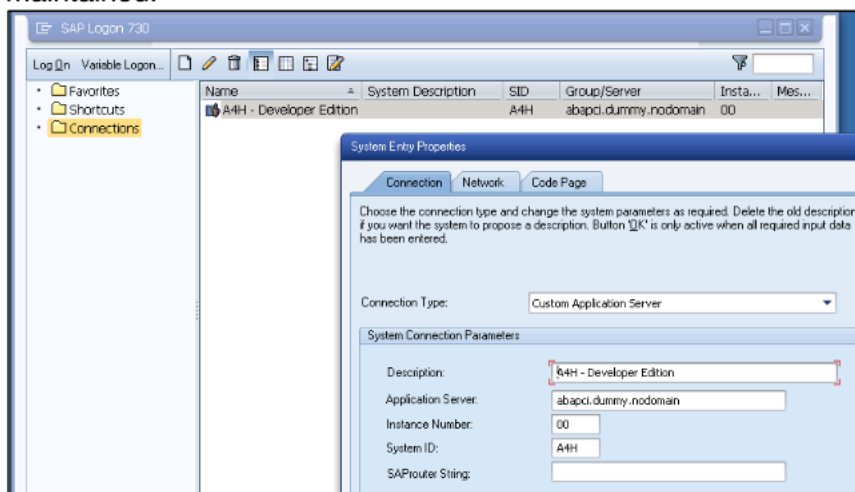 SAP Logon 730
Log On Variable Logon...
Favorites
Shortcuts
Connections
Name System Description SID Group/Server Insta... Mes...
A4H - Developer Edition A4H abapci.dummy.nodomain 00
System Entry Properties
Connection Network Code Page
Choose the connection type and change the system parameters as required. Delete the old description
if you want the system to propose a description. Button 'OK' is only active when all required input data
has been entered.
Connection Type: Custom Application Server
System Connection Parameters
Description: A4H - Developer Edition
Application Server: abapci.dummy.nodomain
Instance Number: 00
System ID: A4H
SAProuter String: